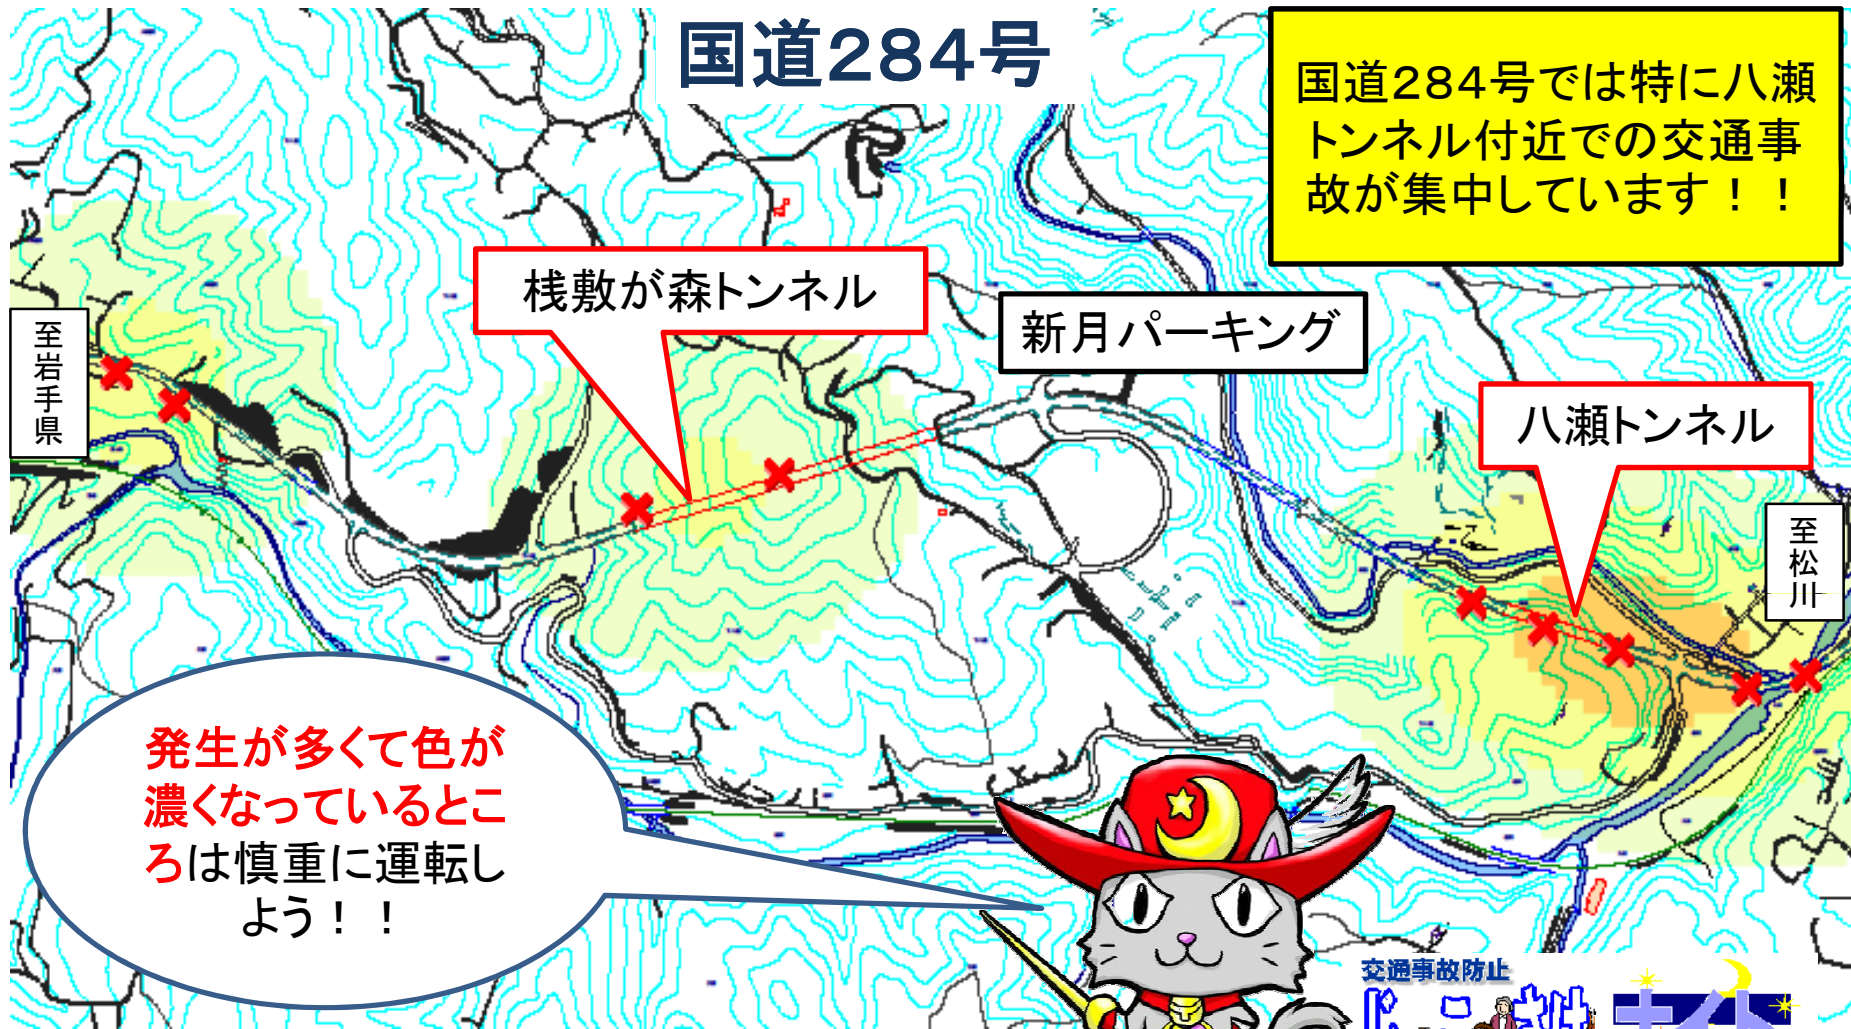 国道284号
国道284号では特に八瀬
トンネル付近での交通事
故が集中しています！！
桟敷が森トンネル
新月パーキング
至岩手県
八瀬トンネル
至松川
発生が多くて色が
濃くなっているとこ
ろは慎重に運転し
よう！！
交通事故防止